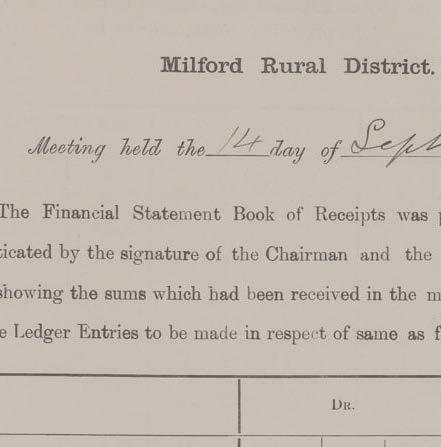 Milford Rural District.
Meeting held the 14 day of Sept
The Financial Statement Book of Receipts was
ticated by the signature of the Chairman and the
showing the sums which had been received in the m
e Ledger Entries to be made in respect of same as f
DR.